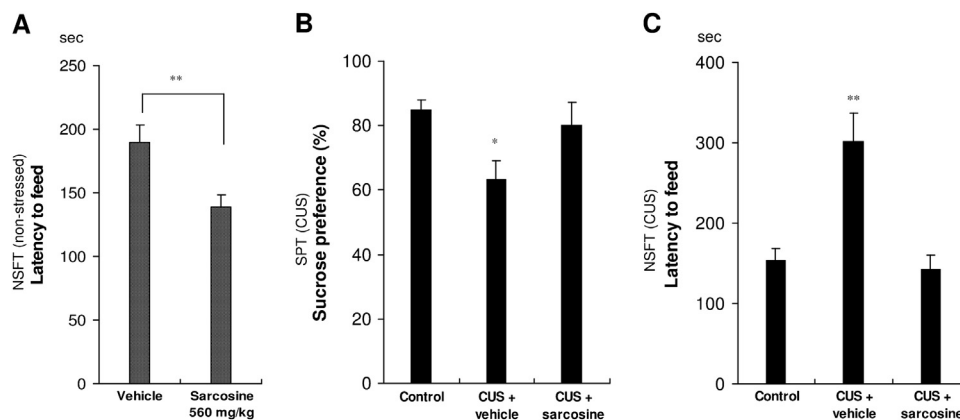 A
sec
NSFT (non-stressed)
Latency to feed
250
200
150
100
50
0
**
Vehicle
Sarcosine
560 mg/kg
B
SPT (CUS)
Sucrose preference (%)
100
80
60
40
20
0
*
Control
CUS +
vehicle
CUS +
sarcosine
C
sec
NSFT (CUS)
Latency to feed
400
300
200
100
0
**
Control
CUS +
vehicle
CUS +
sarcosine